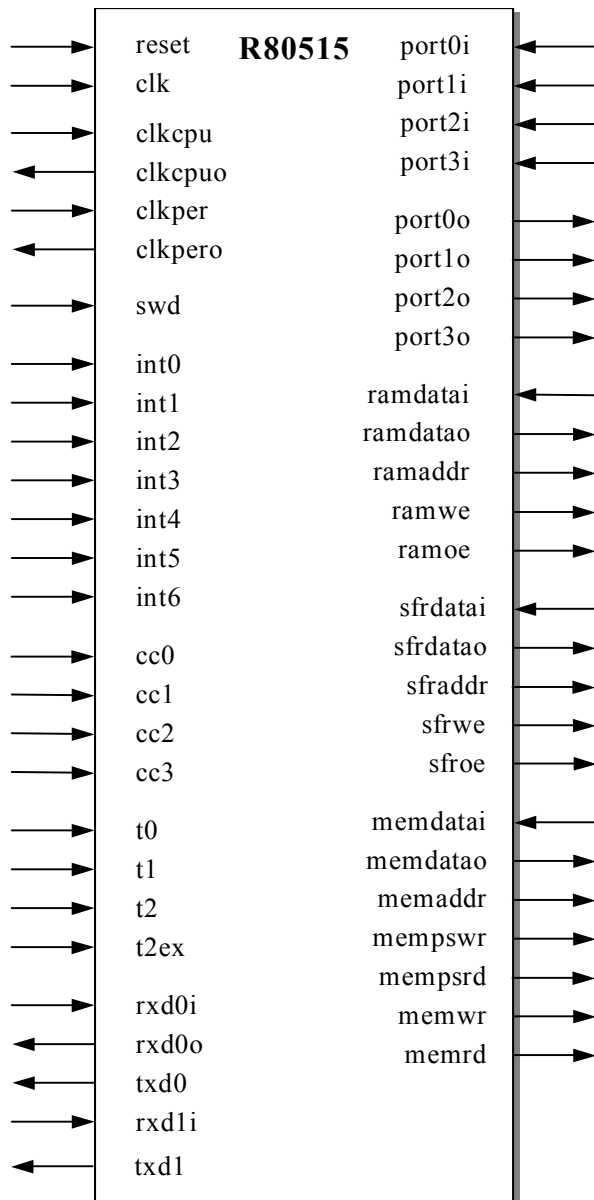 R80515
reset
clk
clkcpu
clkcpuo
clkper
clkpero
swd
int0
int1
int2
int3
int4
int5
int6
cc0
cc1
cc2
cc3
t0
t1
t2
t2ex
rxd0i
rxd0o
txd0
rxd1i
txd1
port0i
port1i
port2i
port3i
port0o
port1o
port2o
port3o
ramdatai
ramdatao
ramaddr
ramwe
ramoe
sfrdatai
sfrdatao
sfraddr
sfrwe
sfroe
memdatai
memdatao
memaddr
mempswr
mempsrd
memwr
memrd